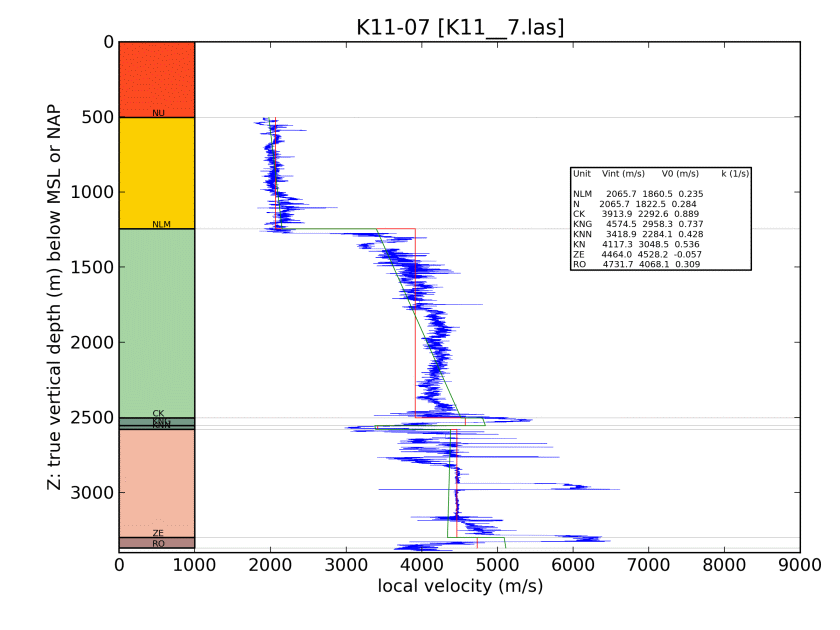 K11-07 [K11__7.las]
0
500
1000
1500
2000
2500
3000
Z: true vertical depth (m) below MSL or NAP
NU
NLM
CK
KNN
ZE
RO
Unit Vint (m/s) V0 (m/s) k (1/s)
NLM 2065.7 1860.5 0.235
N 2065.7 1822.5 0.284
CK 3913.9 2292.6 0.889
KNG 4574.5 2958.3 0.737
KNN 3418.9 2284.1 0.428
KN 4117.3 3048.5 0.536
ZE 4464.0 4528.2 -0.057
RO 4731.7 4068.1 0.309
0 1000 2000 3000 4000 5000 6000 7000 8000 9000
local velocity (m/s)